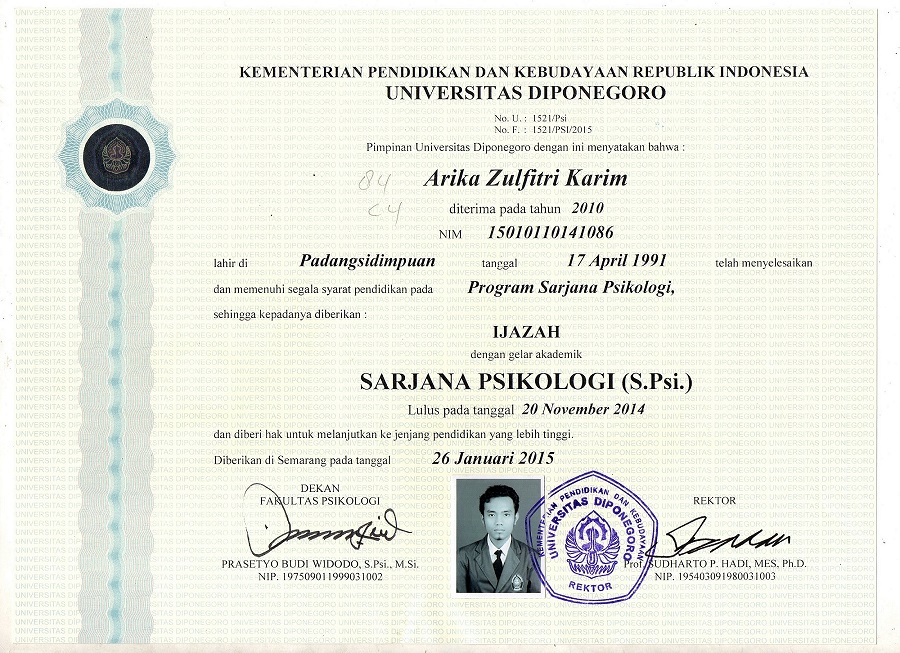 KEMENTERIAN PENDIDIKAN DAN KEBUDAYAAN REPUBLIK INDONESIA
UNIVERSITAS DIPONEGORO
No. U. : 1521/Psi
No. F. : 1521/PSI/2015
Pimpinan Universitas Diponegoro dengan ini menyatakan bahwa :
84 Arika Zulfitri Karim
C4 diterima pada tahun 2010
NIM 15010110141086
lahir di Padangsidimpuan tanggal 17 April 1991 telah menyelesaikan
dan memenuhi segala syarat pendidikan pada Program Sarjana Psikologi,
sehingga kepadanya diberikan :
IJAZAH
dengan gelar akademik
SARJANA PSIKOLOGI (S.Psi.)
Lulus pada tanggal 20 November 2014
dan diberi hak untuk melanjutkan ke jenjang pendidikan yang lebih tinggi.
Diberikan di Semarang pada tanggal 26 Januari 2015
DEKAN
FAKULTAS PSIKOLOGI
PRASETYO BUDI WIDODO, S.Psi., M.Si.
NIP. 197509011999031002
KEMENTERIAN PENDIDIKAN DAN KEBUDAYAAN
UNIVERSITAS DIPONEGORO
REKTOR
REKTOR
Prof. SUDHARTO P. HADI, MES, Ph.D.
NIP. 195403091980031003